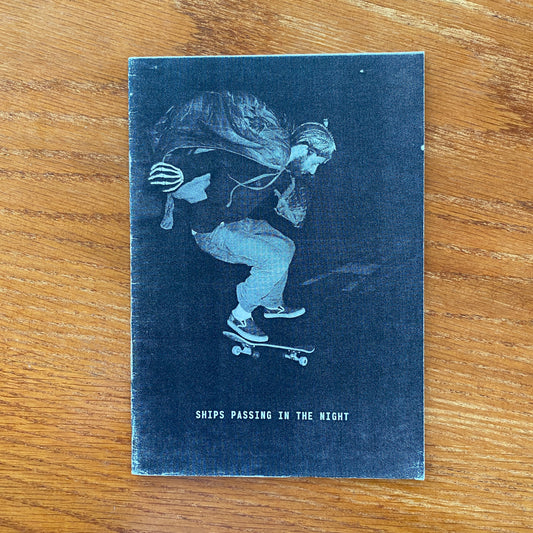 SHIPS PASSING IN THE NIGHT